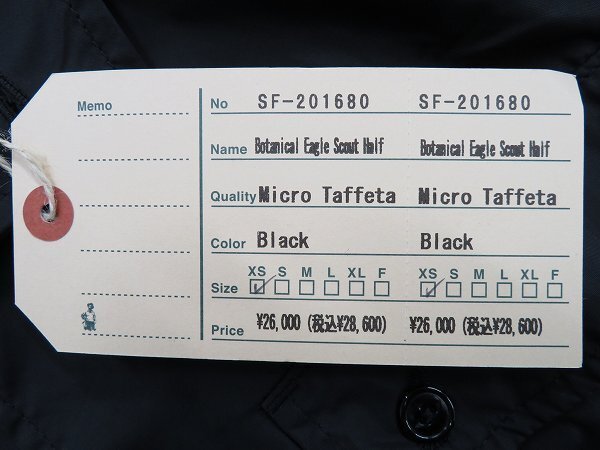 Memo
No SF-201680 SF-201680
Name Botanical Eagle Scout Half Botanical Eagle Scout Half
Quality Micro Taffeta Micro Taffeta
Color Black Black
XS S M L XL F XS S M L XL F
Size
Price ¥26,000 (税込¥28,600) ¥26,000 (税込¥28,600)